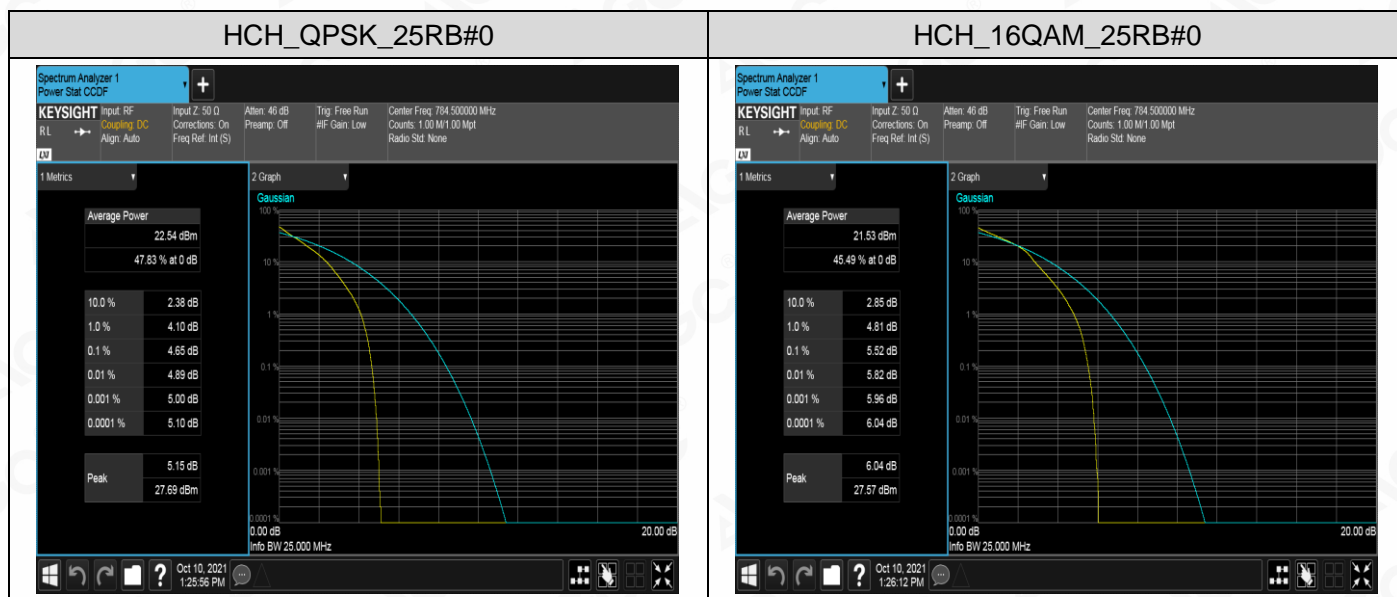 HCH_QPSK_25RB#0
HCH_16QAM_25RB#0
Spectrum Analyzer 1
Power Stat CCDF
+
KEYSIGHT
RL
LXI
Input: RF
Coupling: DC
Align: Auto
Input Z: 50 Ω
Corrections: On
Freq Ref: Int (S)
Atten: 46 dB
Preamp: Off
Trig: Free Run
#IF Gain: Low
Center Freq: 784.500000 MHz
Counts: 1.00 M/1.00 Mpt
Radio Std: None
1 Metrics
Average Power
22.54 dBm
47.83 % at 0 dB
10.0 % 2.38 dB
1.0 % 4.10 dB
0.1 % 4.65 dB
0.01 % 4.89 dB
0.001 % 5.00 dB
0.0001 % 5.10 dB
Peak
5.15 dB
27.69 dBm
2 Graph
Gaussian
100 %
10 %
1 %
0.1 %
0.01 %
0.001 %
0.0001 %
0.00 dB 20.00 dB
Info BW 25.000 MHz
?
Oct 10, 2021
1:25:56 PM
Spectrum Analyzer 1
Power Stat CCDF
+
KEYSIGHT
RL
LXI
Input: RF
Coupling: DC
Align: Auto
Input Z: 50 Ω
Corrections: On
Freq Ref: Int (S)
Atten: 46 dB
Preamp: Off
Trig: Free Run
#IF Gain: Low
Center Freq: 784.500000 MHz
Counts: 1.00 M/1.00 Mpt
Radio Std: None
1 Metrics
Average Power
21.53 dBm
45.49 % at 0 dB
10.0 % 2.85 dB
1.0 % 4.81 dB
0.1 % 5.52 dB
0.01 % 5.82 dB
0.001 % 5.96 dB
0.0001 % 6.04 dB
Peak
6.04 dB
27.57 dBm
2 Graph
Gaussian
100 %
10 %
1 %
0.1 %
0.01 %
0.001 %
0.0001 %
0.00 dB 20.00 dB
Info BW 25.000 MHz
?
Oct 10, 2021
1:26:12 PM